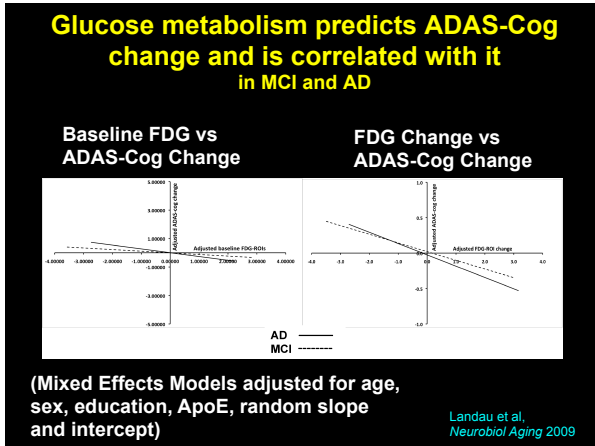 Glucose metabolism predicts ADAS-Cog
change and is correlated with it
in MCI and AD
Baseline FDG vs
ADAS-Cog Change
FDG Change vs
ADAS-Cog Change
5.00000
3.00000
1.00000
-1.00000
-3.00000
-5.00000
Adjusted ADAS-cog change
Adjusted baseline FDG-ROIs
-4.00000
-3.00000
-2.00000
-1.00000
0.00000
1.00000
2.00000
3.00000
4.00000
1.0
0.5
0.0
-0.5
-1.0
Adjusted ADAS-cog change
Adjusted FDG-ROI change
-4.0
-3.0
-2.0
-1.0
1.0
2.0
3.0
4.0
AD
MCI
(Mixed Effects Models adjusted for age,
sex, education, ApoE, random slope
and intercept)
Landau et al,
Neurobiol Aging 2009